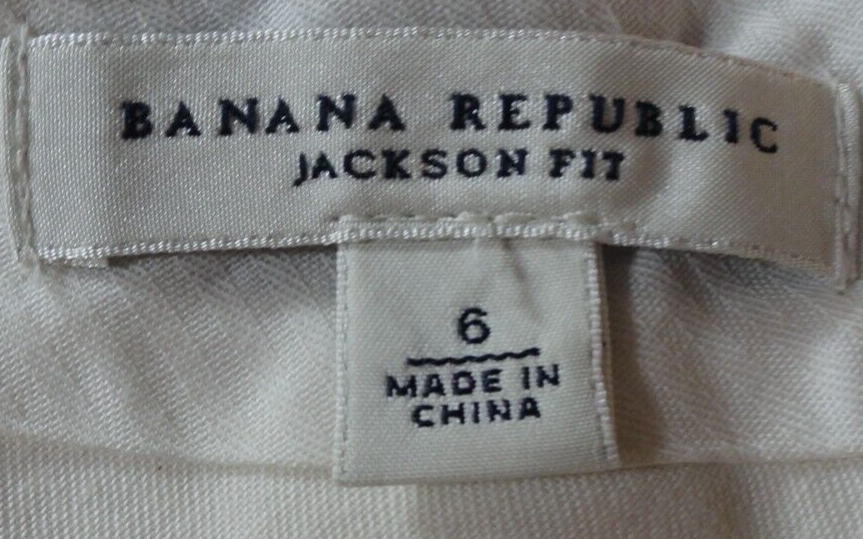 BANANA REPUBLIC
JACKSON FIT
6
MADE IN
CHINA